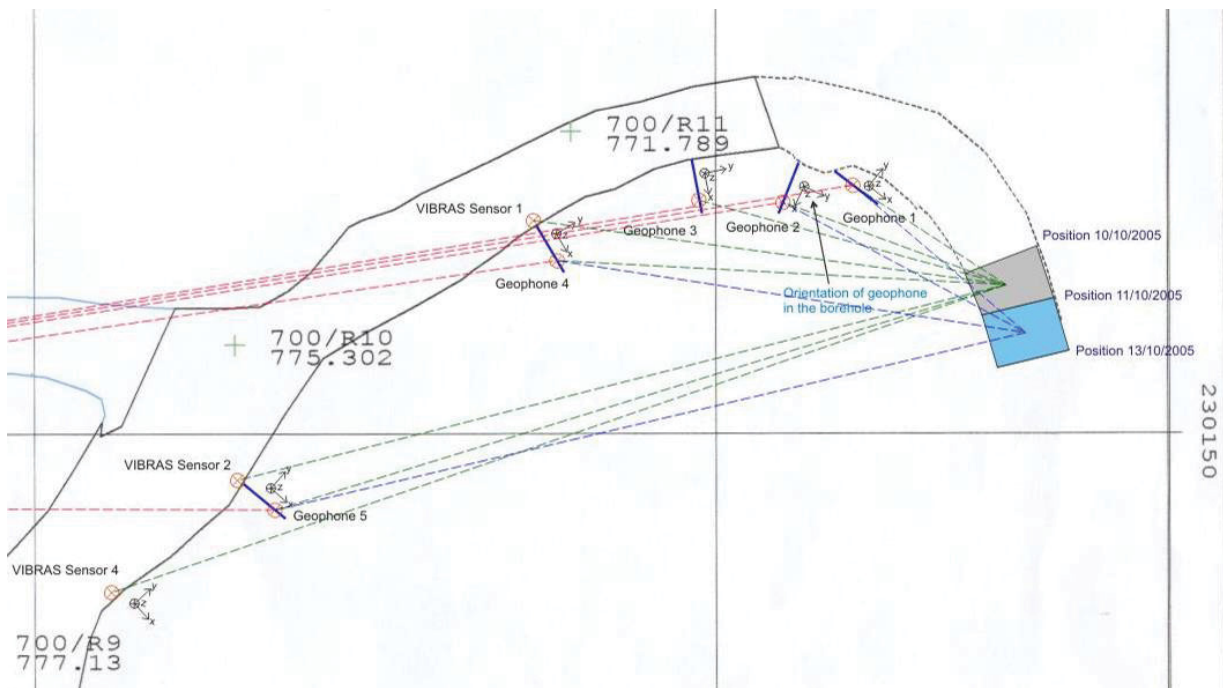 700/R11
771.789
VIBRAS Sensor 1
y
z
x
Geophone 3
y
z
x
Geophone 2
z
y
x
Geophone 1
y
z
x
Position 10/10/2005
Geophone 4
y
z
x
Orientation of geophone
in the borehole
Position 11/10/2005
700/R10
775.302
Position 13/10/2005
230150
VIBRAS Sensor 2
y
z
x
Geophone 5
VIBRAS Sensor 4
y
z
x
700/R9
777.13